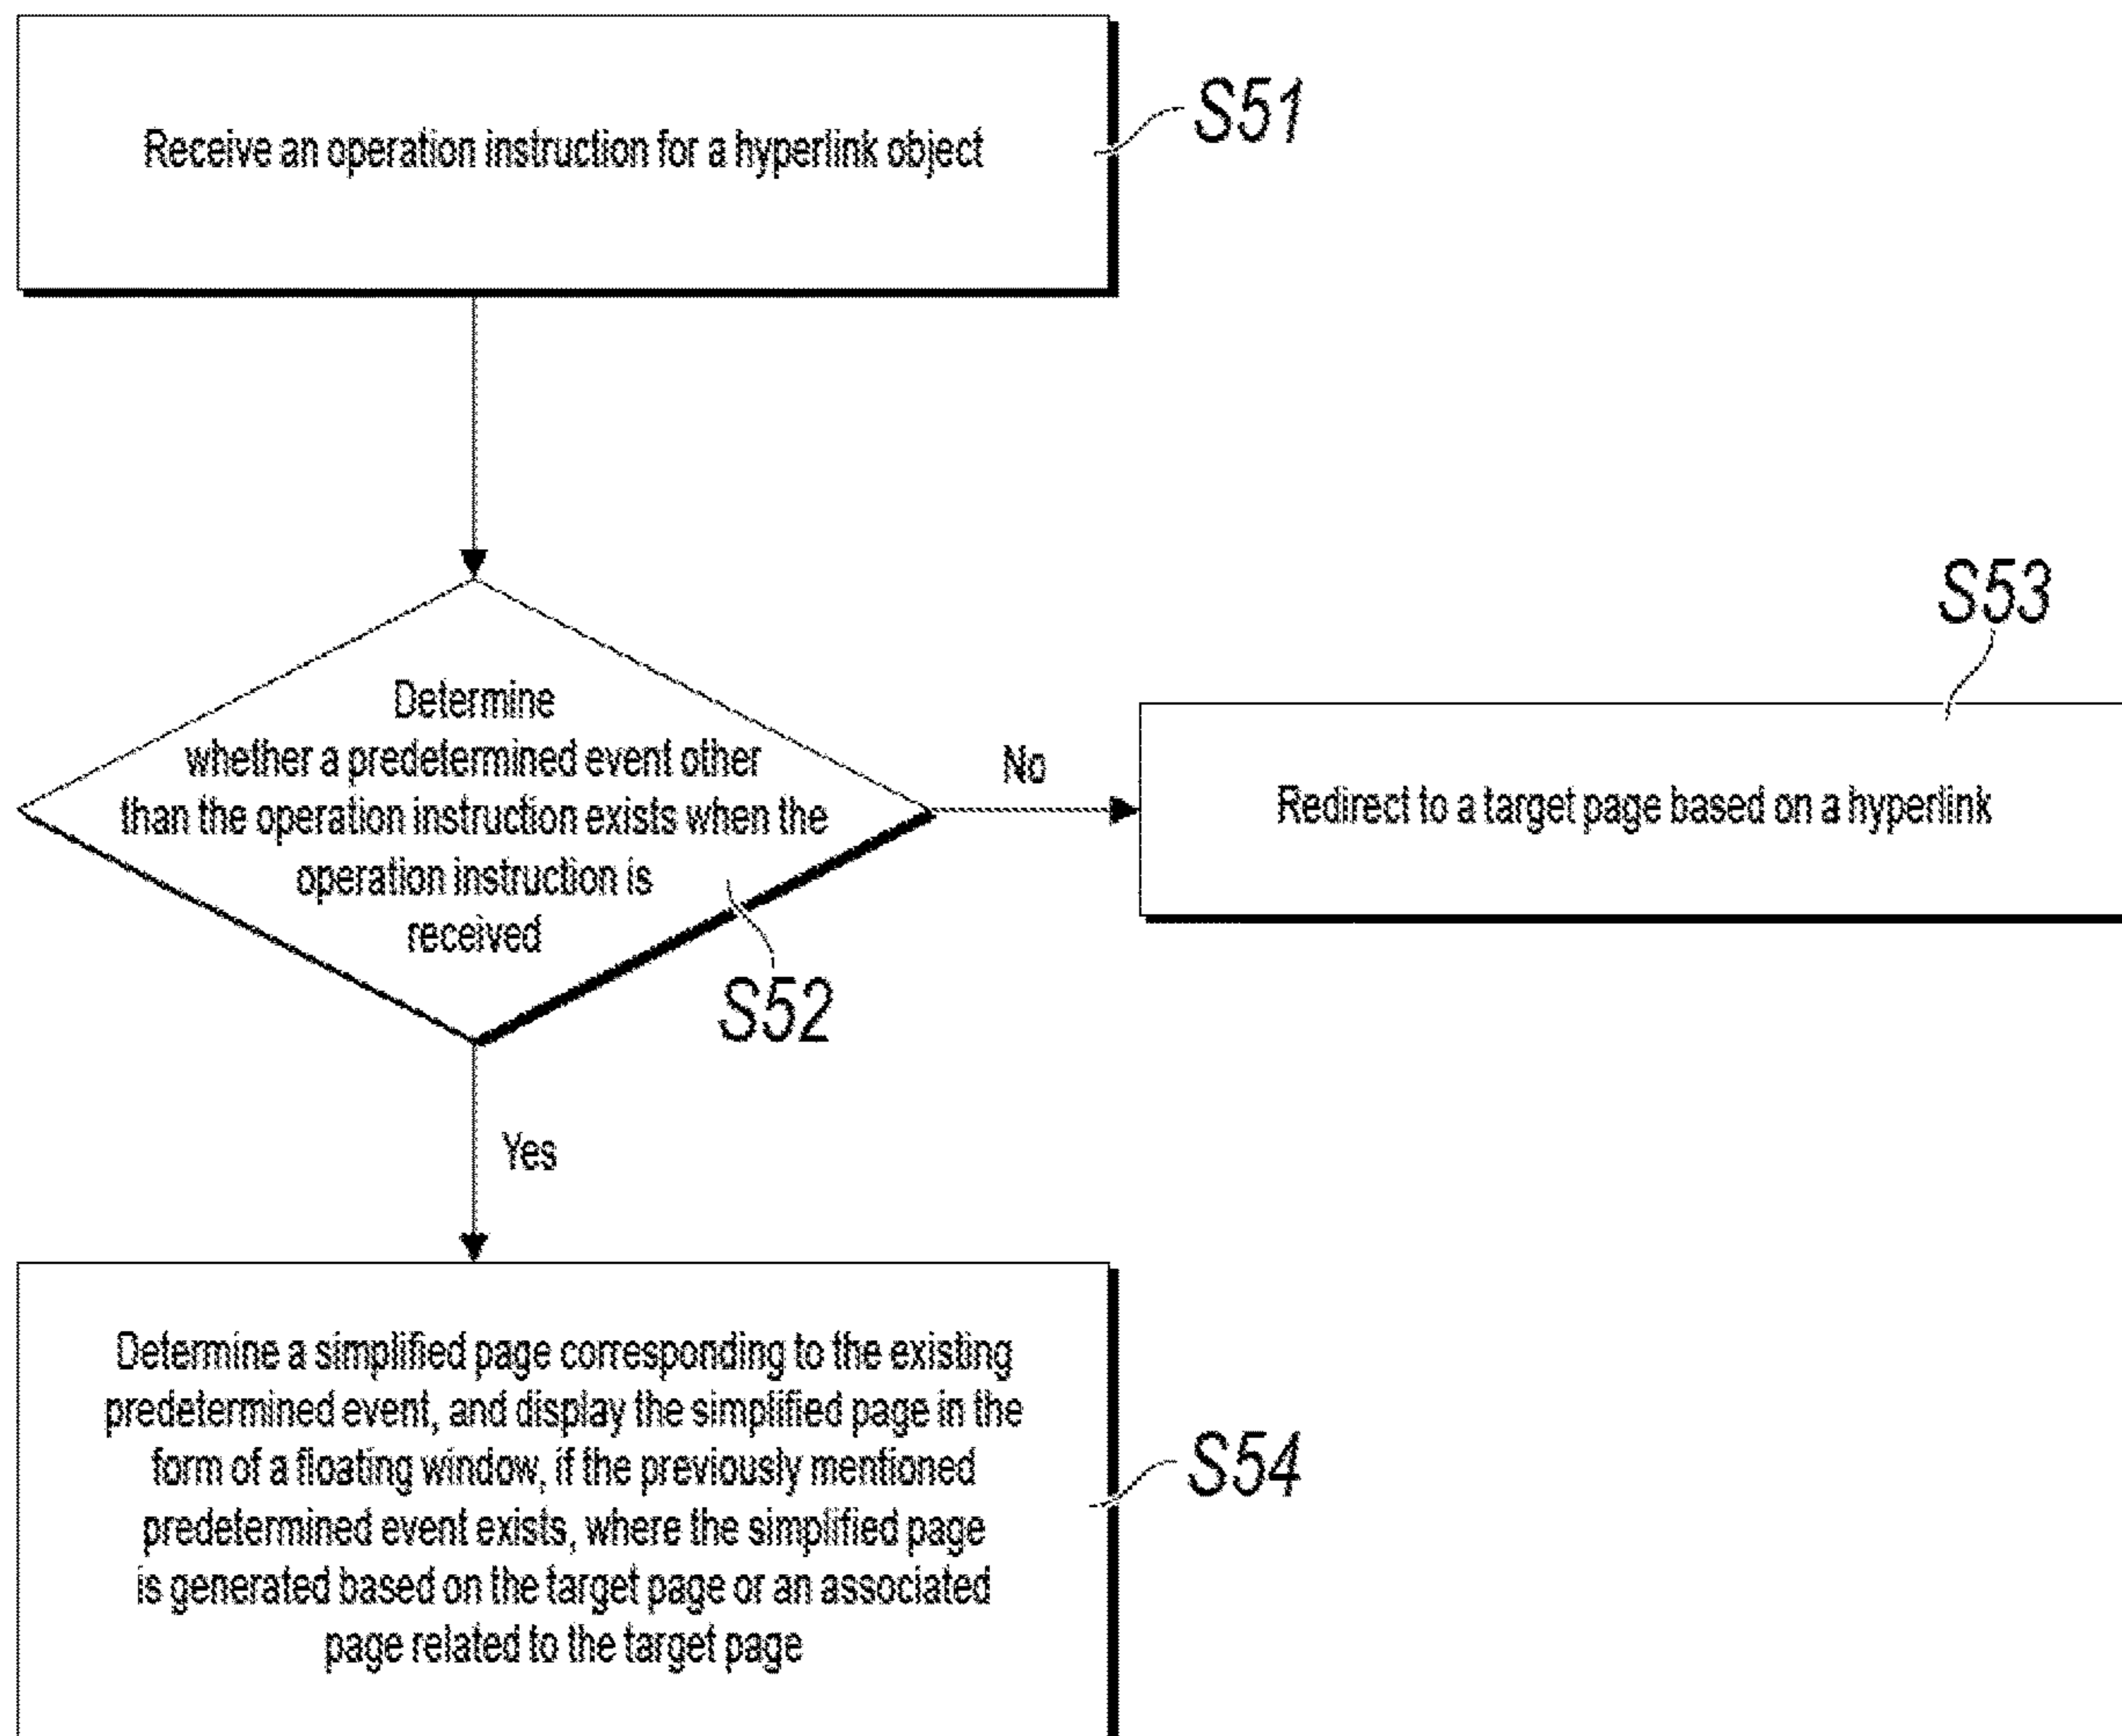 Receive an operation instruction for a hyperlink object
S51
Determine
whether a predetermined event other
than the operation instruction exists when the
operation instruction is
received
S52
No
S53
Redirect to a target page based on a hyperlink
Yes
Determine a simplified page corresponding to the existing
predetermined event, and display the simplified page in the
form of a floating window, if the previously mentioned
predetermined event exists, where the simplified page
is generated based on the target page or an associated
page related to the target page
S54